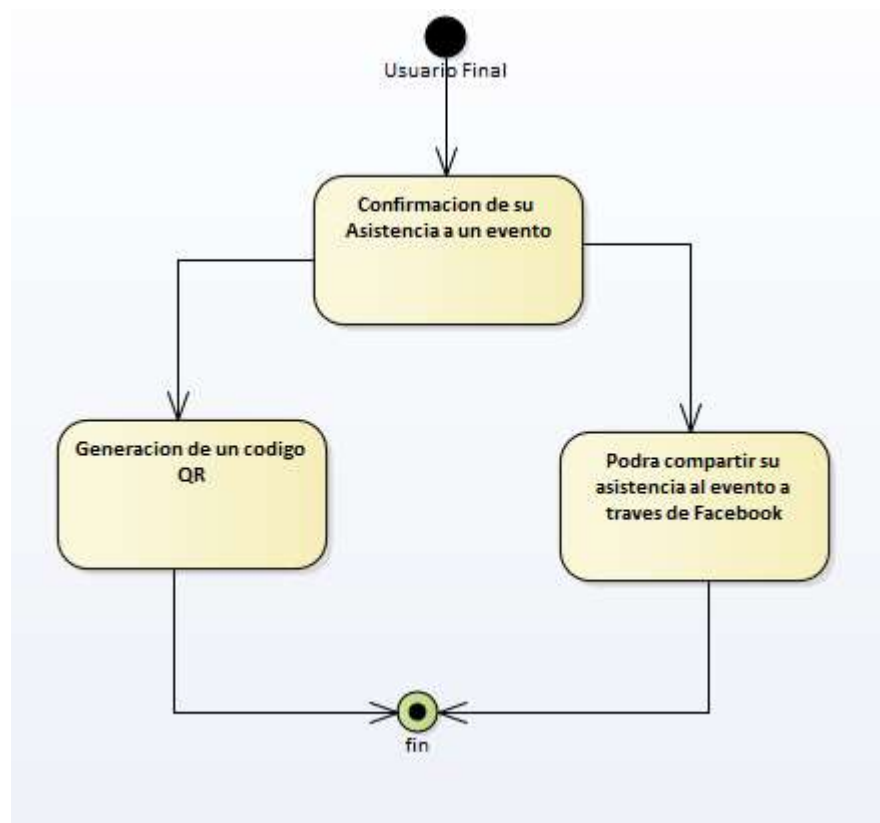 Usuario Final
Confirmacion de su
Asistencia a un evento
Generacion de un codigo
QR
Podra compartir su
asistencia al evento a
traves de Facebook
fin